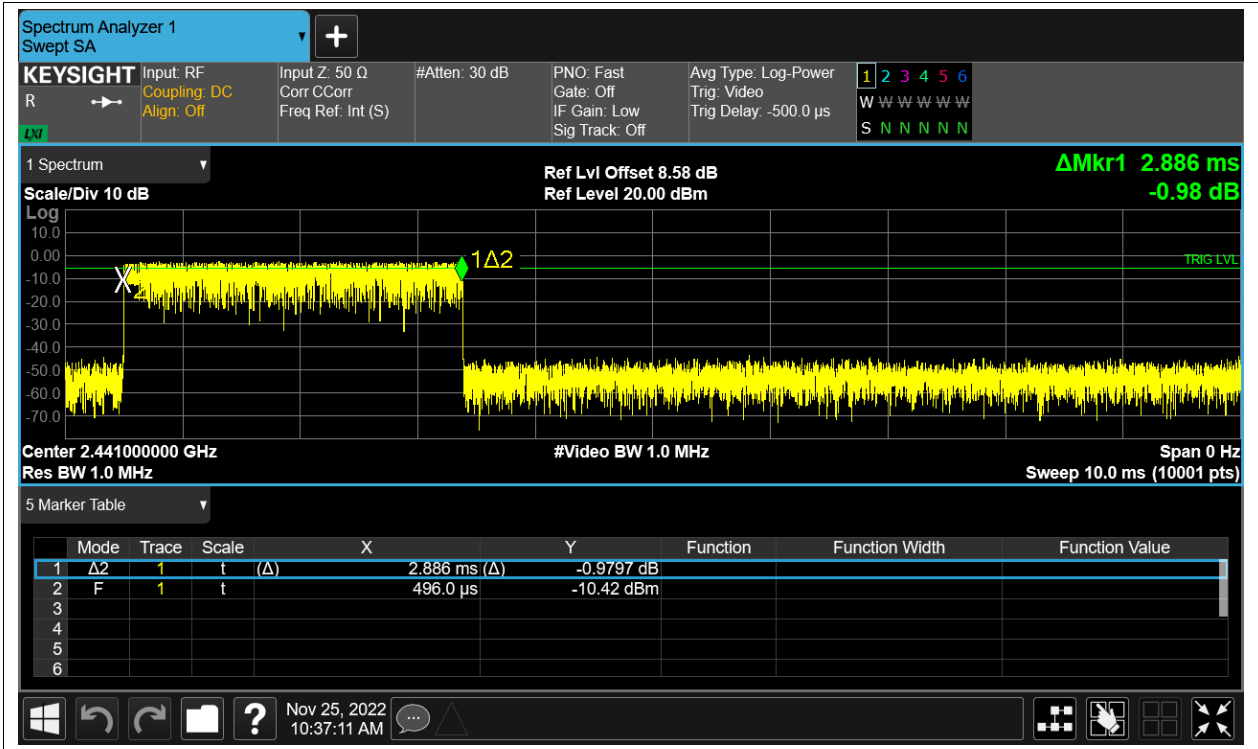 Spectrum Analyzer 1
Swept SA
KEYSIGHT
R
LXI
Input: RF
Coupling: DC
Align: Off
Input Z: 50 Ω
Corr CCorr
Freq Ref: Int (S)
#Atten: 30 dB
PNO: Fast
Gate: Off
IF Gain: Low
Sig Track: Off
Avg Type: Log-Power
Trig: Video
Trig Delay: -500.0 µs
1 2 3 4 5 6
W W W W W W
S N N N N N
1 Spectrum
Scale/Div 10 dB
Ref Lvl Offset 8.58 dB
Ref Level 20.00 dBm
ΔMkr1 2.886 ms
-0.98 dB
Log
10.0
0.00
-10.0
-20.0
-30.0
-40.0
-50.0
-60.0
-70.0
1Δ2
2
TRIG LVL
Center 2.441000000 GHz
#Video BW 1.0 MHz
Span 0 Hz
Res BW 1.0 MHz
Sweep 10.0 ms (10001 pts)
5 Marker Table
Mode Trace Scale X Y Function Function Width Function Value
1 Δ2 1 t (Δ) 2.886 ms (Δ) -0.9797 dB
2 F 1 t 496.0 µs -10.42 dBm
3
4
5
6
?
Nov 25, 2022
10:37:11 AM